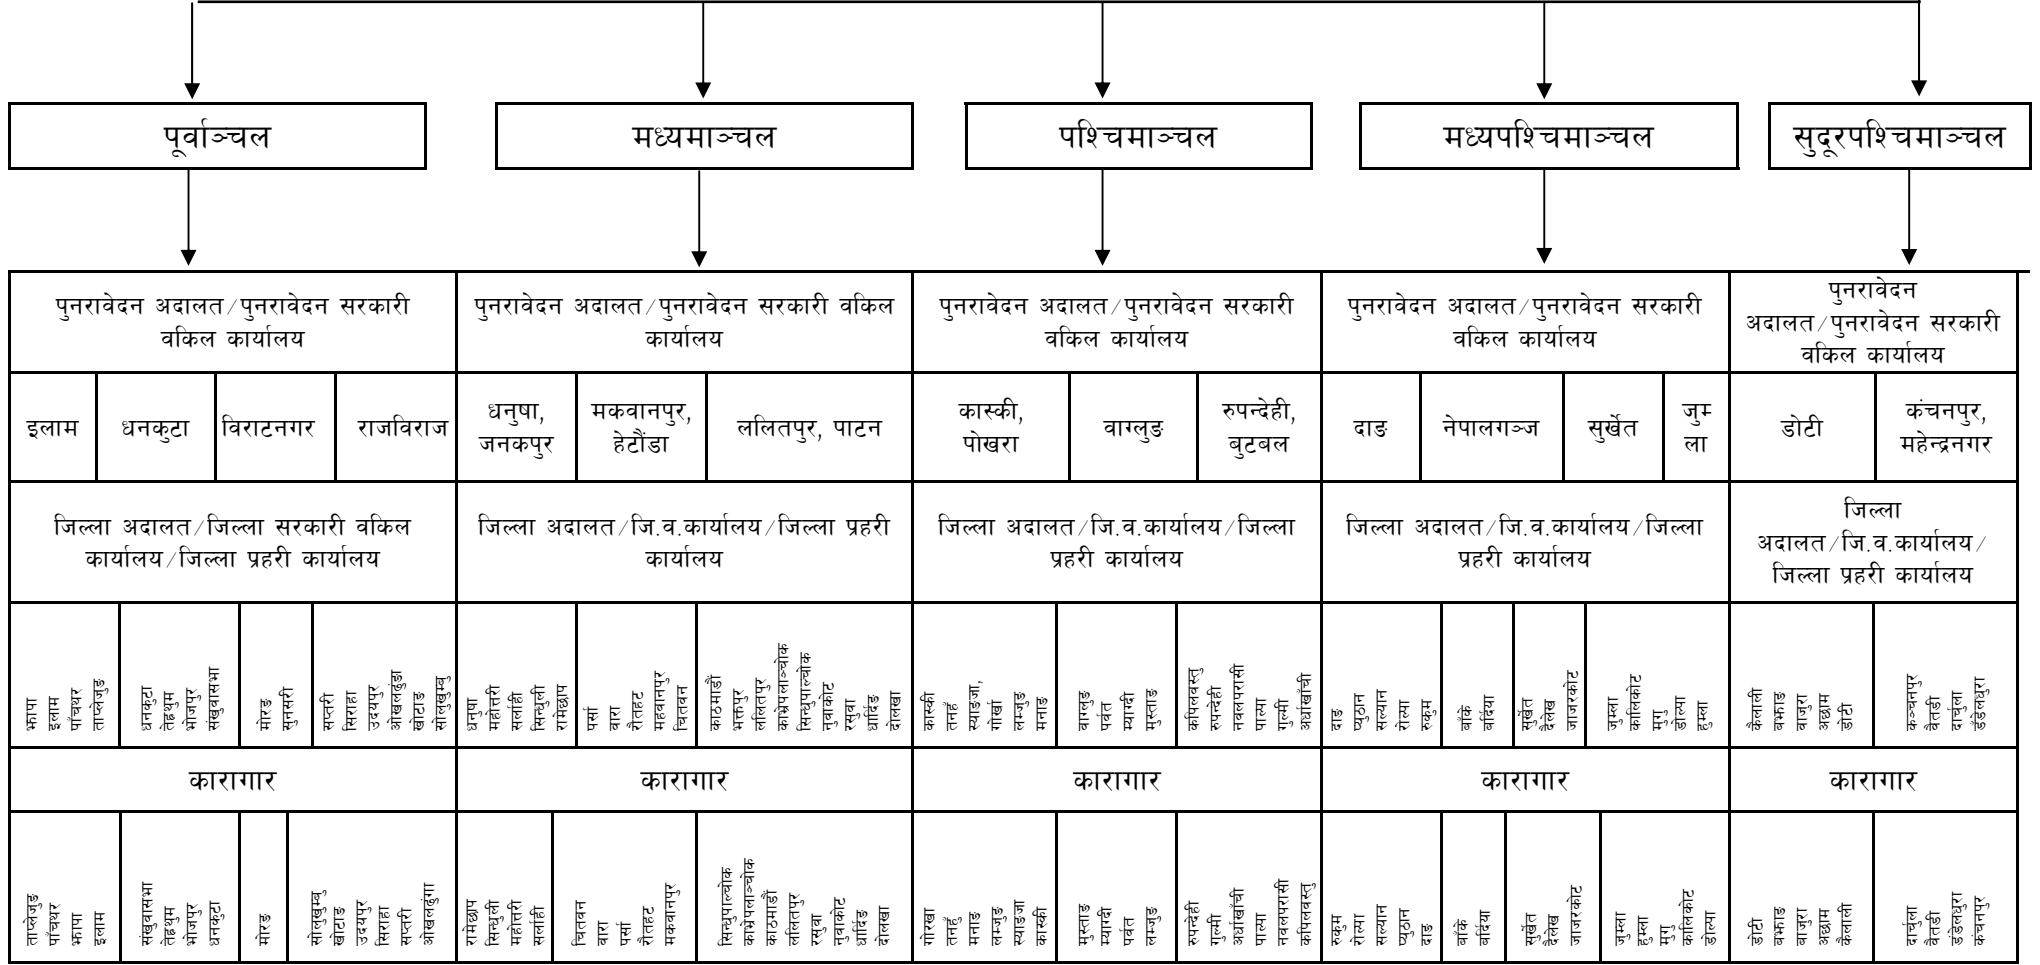 पूर्वाञ्चल
मध्यमाञ्चल
पश्चिमाञ्चल
मध्यपश्चिमाञ्चल
सुदूरपश्चिमाञ्चल
पुनरावेदन अदालत/पुनरावेदन सरकारी
वकिल कार्यालय
पुनरावेदन अदालत/पुनरावेदन सरकारी वकिल
कार्यालय
पुनरावेदन अदालत/पुनरावेदन सरकारी
वकिल कार्यालय
पुनरावेदन अदालत/पुनरावेदन सरकारी
वकिल कार्यालय
पुनरावेदन
अदालत/पुनरावेदन सरकारी
वकिल कार्यालय
इलाम
धनकुटा
विराटनगर
राजविराज
धनुषा,
जनकपुर
मकवानपुर,
हेटौंडा
ललितपुर, पाटन
कास्की,
पोखरा
वाग्लुङ
रुपन्देही,
बुटबल
दाङ
नेपालगञ्ज
सुर्खेत
जुम
ला
डोटी
कंचनपुर,
महेन्द्रनगर
जिल्ला अदालत/जिल्ला सरकारी वकिल
कार्यालय/जिल्ला प्रहरी कार्यालय
जिल्ला अदालत/जि.व.कार्यालय/जिल्ला प्रहरी
कार्यालय
जिल्ला अदालत/जि.व.कार्यालय/जिल्ला
प्रहरी कार्यालय
जिल्ला अदालत/जि.व.कार्यालय/जिल्ला
प्रहरी कार्यालय
जिल्ला
अदालत/जि.व.कार्यालय/
जिल्ला प्रहरी कार्यालय
झापा
इलाम
पाँचथर
ताप्लेजुङ
धनकुटा
तेह्रथुम
भोजपुर
संखुवासभा
मोरङ
सुनसरी
सप्तरी
सिराहा
उदयपुर
ओखलढुंङा
खोटाङ
सोलुखुम्वु
धनुषा
महोत्तरी
सर्लाही
सिन्धुली
रामेछाप
पर्सा
वारा
रौतहट
महवानपुर
चितवन
काठमाडौं
भक्तपुर
ललितपुर
काभ्रेपलाञ्चोक
सिन्धुपाल्चोक
नुवाकोट
रसुवा
धादिङ
दोलखा
कास्की
तनहुँ
स्याङजा,
गोर्खा
लम्जुङ
मनाङ
वाग्लुङ
पर्वत
म्याग्दी
मुस्ताङ
कपिलवस्तु
रुपन्देही
नवलपरासी
पाल्पा
गुल्मी
अर्घाखाँची
दाङ
प्युठान
सल्यान
रोल्पा
रुकुम
बाँके
बर्दिया
सुर्खेत
दैलेख
जाजरकोट
जुम्ला
कालिकोट
मुगु
डोल्पा
हुम्ला
कैलाली
बझाङ
बाजुरा
अछाम
डोटी
कञ्चनपुर
वैतडी
दार्चुला
डँडेलधुरा
कारागार
कारागार
कारागार
कारागार
कारागार
ताप्लेजुङ
पाँचथर
झापा
इलाम
संखुवासभा
तेह्रथुम
भोजपुर
धनकुटा
मोरङ
सोलुखुम्वु
खोटाङ
उदयपुर
सिराहा
सप्तरी
ओखलढुंगा
रामेछाप
सिन्धुली
महोत्तरी
सर्लाही
चितवन
वारा
पर्सा
रौतहट
मकवानपुर
सिन्धुपाल्चोक
काभ्रेपलाञ्चोक
काठमाडौं
ललितपुर
रसुवा
नुवाकोट
धादिङ
दोलखा
गोरखा
तनहुँ
मनाङ
लम्जुङ
स्याङजा
कास्की
मुस्ताङ
म्याग्दी
पर्वत
लम्जुङ
रुपन्देही
गुल्मी
अर्घाखाँची
पाल्पा
नवलपरासी
कपिलवस्तु
रुकुम
रोल्पा
सल्यान
प्युठान
दाङ
बाँके
बर्दिया
सुर्खेत
दैलेख
जाजरकोट
जुम्ला
हुम्ला
मुगु
कालिकोट
डोल्पा
डोटी
बझाङ
बाजुरा
अछाम
कैलाली
दार्चुला
वैतडी
डंडेलधुरा
कंचनपुर